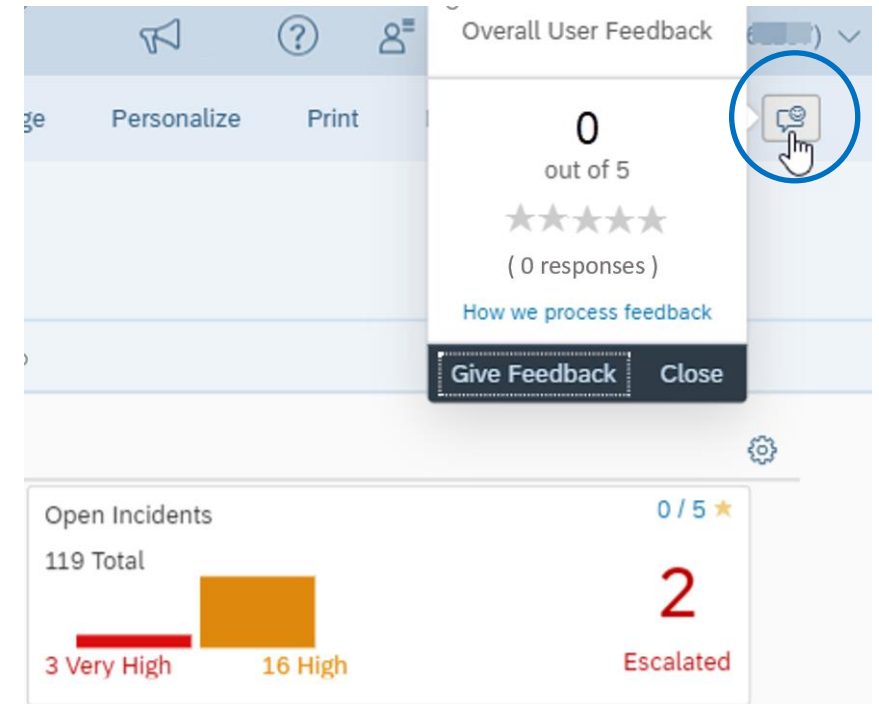 Overall User Feedback
)
ge Personalize Print
0
out of 5
( 0 responses )
How we process feedback
Give Feedback Close
Open Incidents
0 / 5
119 Total
2
3 Very High
16 High
Escalated